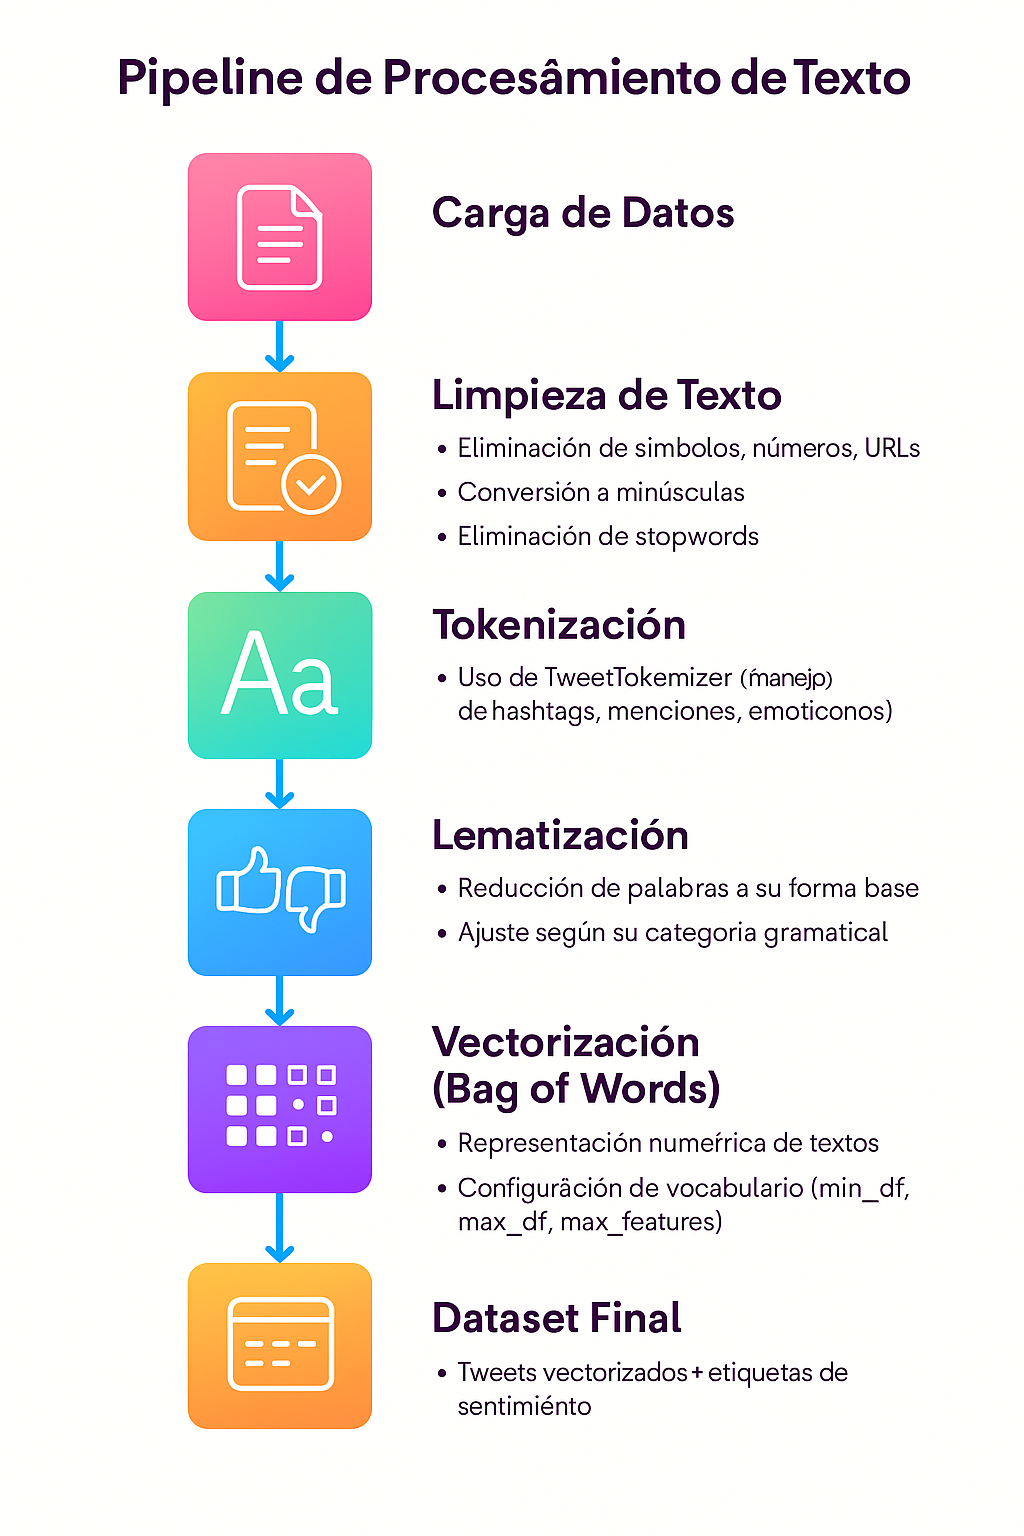 Pipeline de Procesâmiento de Texto
Carga de Datos
Limpieza de Texto
• Eliminación de simbolos, números, URLs
• Conversión a minúsculas
• Eliminación de stopwords
Aa
Tokenización
• Uso de TweetTokemizer (ḿanejp)
de hashtags, menciones, emoticonos)
Lematización
• Reducción de palabras a su forma base
• Ajuste según su categoria gramatical
Vectorización
(Bag of Words)
• Representación numeŕrica de textos
• Configuräción de vocabulario (min_df,
max_df, max_features)
Dataset Final
• Tweets vectorizados + etiquetas de
sentimiénto